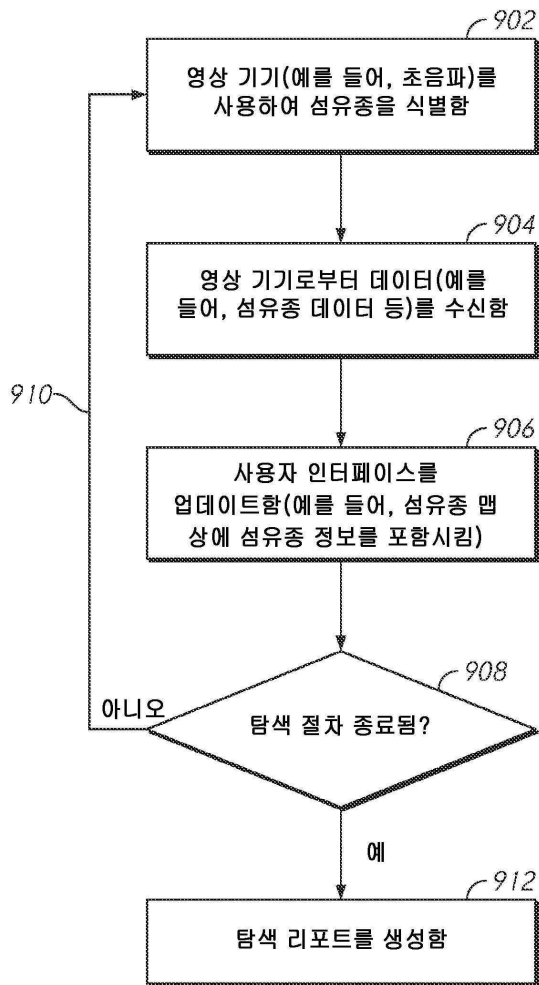 902
영상 기기(예를 들어, 초음파)를
사용하여 섬유종을 식별함
904
영상 기기로부터 데이터(예를
들어, 섬유종 데이터 등)를 수신함
910
906
사용자 인터페이스를
업데이트함(예를 들어, 섬유종 맵
상에 섬유종 정보를 포함시킴)
908
아니오
탐색 절차 종료됨?
예
912
탐색 리포트를 생성함